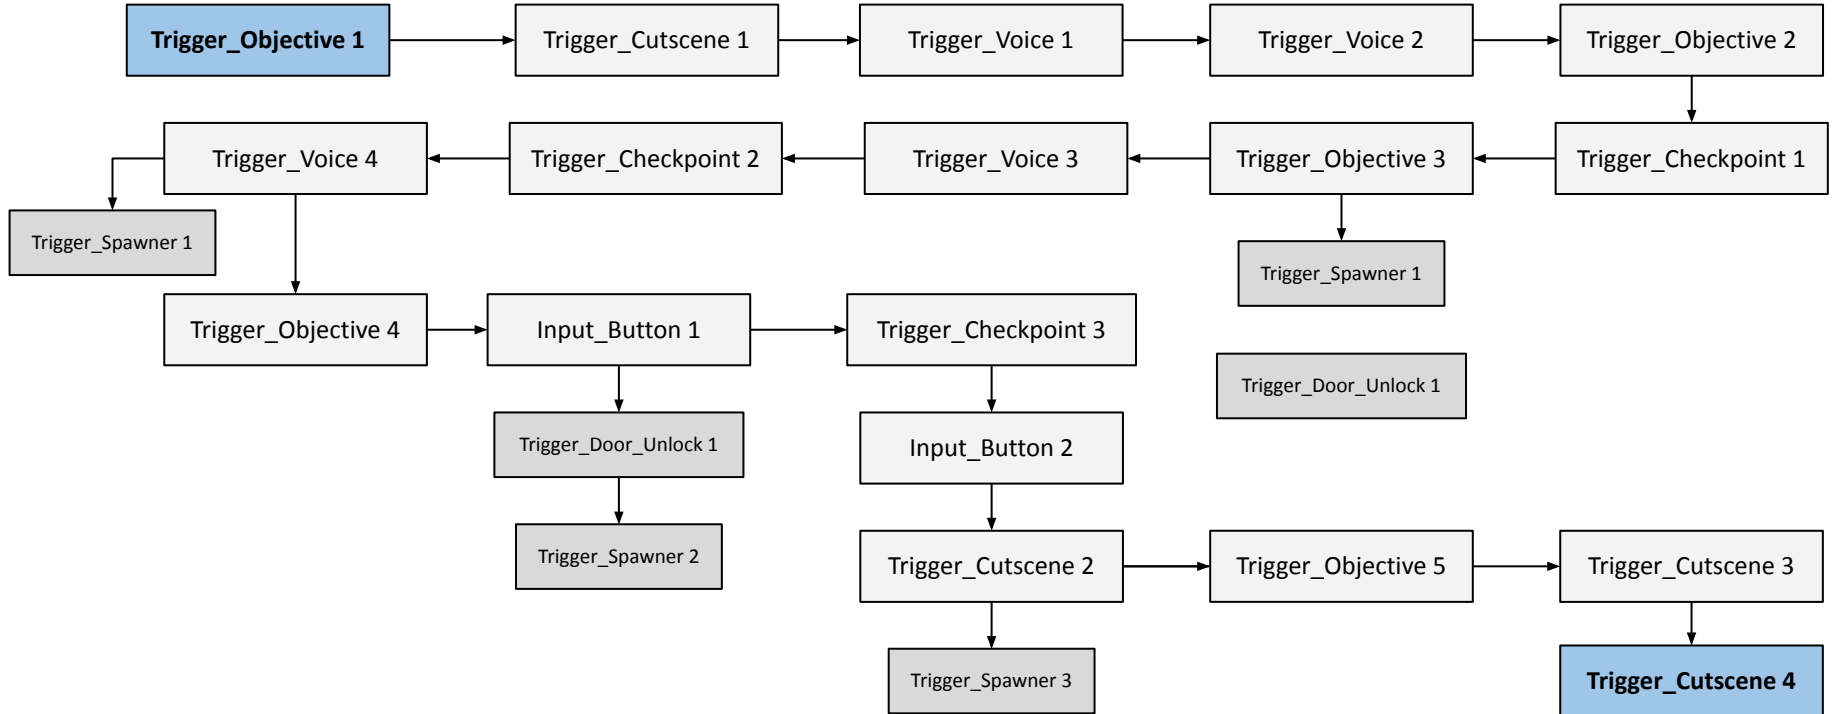 Trigger_Objective 1
Trigger_Cutscene 1
Trigger_Voice 1
Trigger_Voice 2
Trigger_Objective 2
Trigger_Checkpoint 1
Trigger_Objective 3
Trigger_Spawner 1
Trigger_Voice 3
Trigger_Checkpoint 2
Trigger_Voice 4
Trigger_Spawner 1
Trigger_Objective 4
Input_Button 1
Trigger_Door_Unlock 1
Trigger_Spawner 2
Trigger_Checkpoint 3
Trigger_Door_Unlock 1
Input_Button 2
Trigger_Cutscene 2
Trigger_Spawner 3
Trigger_Objective 5
Trigger_Cutscene 3
Trigger_Cutscene 4